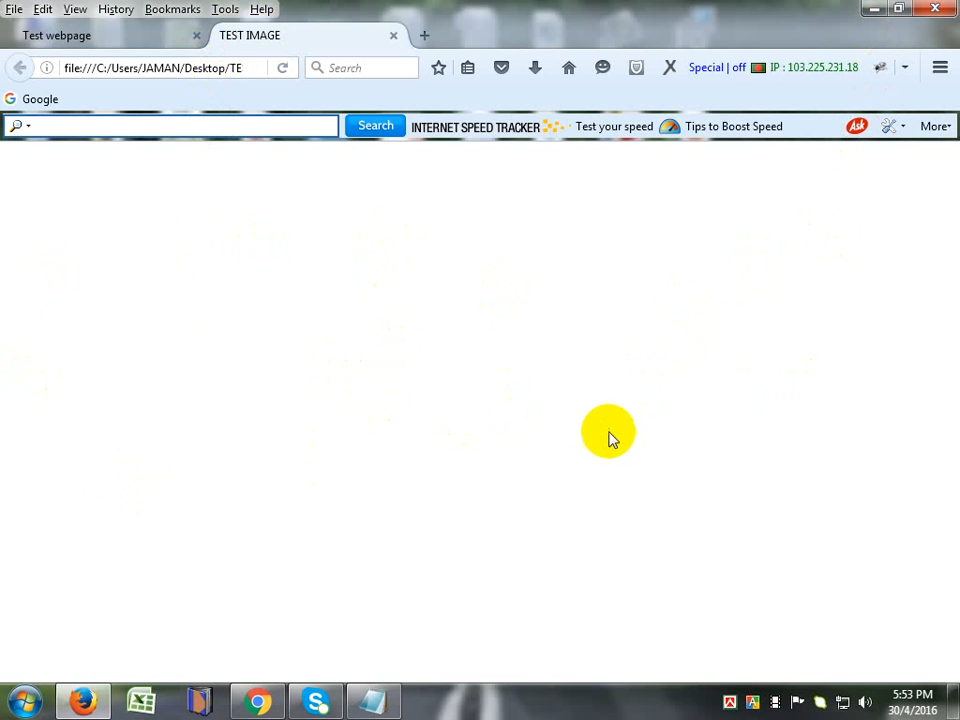 File Edit View History Bookmarks Tools Help
Test webpage TEST IMAGE
file:///C:/Users/JAMAN/Desktop/TE Search Special | off IP : 103.225.231.18
Google
Search INTERNET SPEED TRACKER Test your speed Tips to Boost Speed Ask More
5:53 PM
30/4/2016